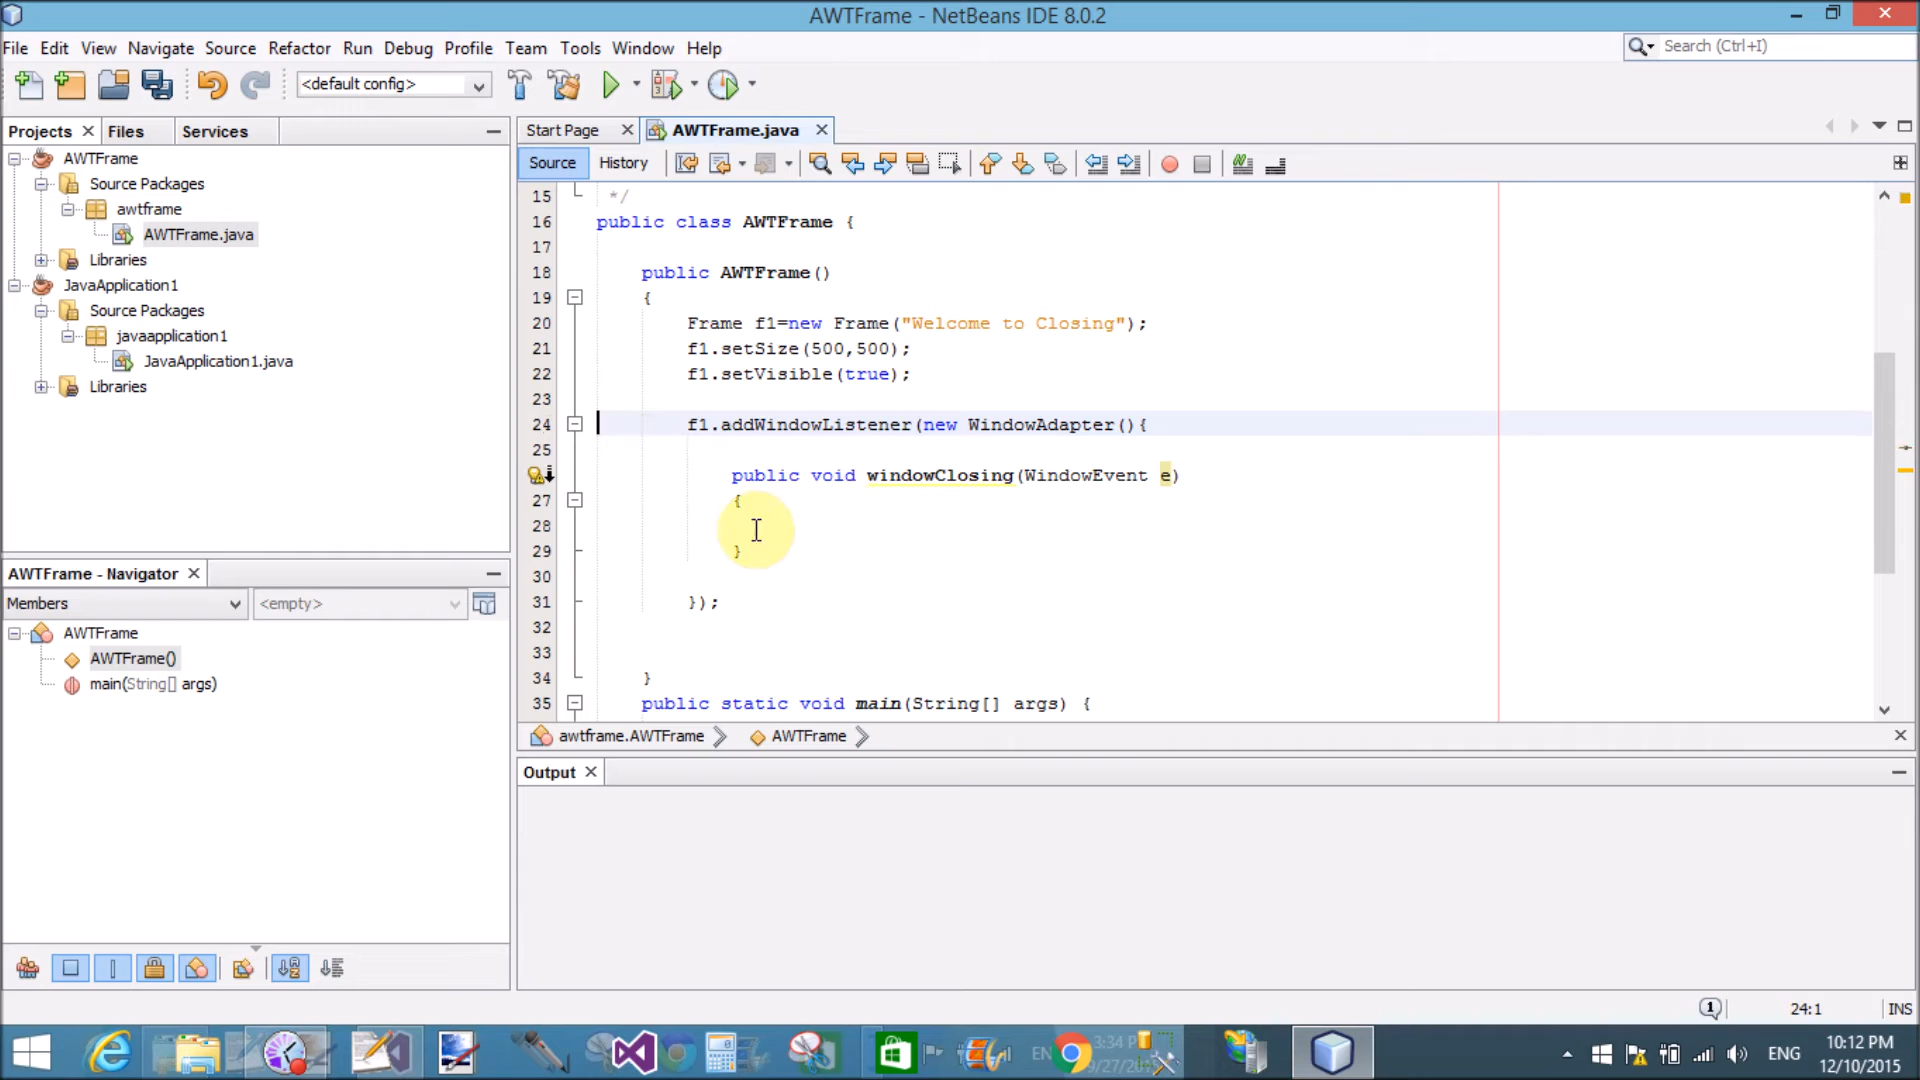 AWTFrame - NetBeans IDE 8.0.2
File Edit View Navigate Source Refactor Run Debug Profile Team Tools Window Help
Search (Ctrl+I)
<default config>
Projects Files Services
Start Page AWTFrame.java
Source History
AWTFrame
Source Packages
awtframe
AWTFrame.java
Libraries
JavaApplication1
Source Packages
javaapplication1
JavaApplication1.java
Libraries
15 */
16 public class AWTFrame {
17
18 public AWTFrame()
19 {
20 Frame f1=new Frame("Welcome to Closing");
21 f1.setSize(500,500);
22 f1.setVisible(true);
23
24 f1.addWindowListener(new WindowAdapter(){
25
public void windowClosing(WindowEvent e)
27 {
28
29 }
30
31 });
32
33
34 }
35 public static void main(String[] args) {
awtframe.AWTFrame AWTFrame
AWTFrame - Navigator
Members <empty>
AWTFrame
AWTFrame()
main(String[] args)
Output
24:1 INS
ENG
10:12 PM
12/10/2015